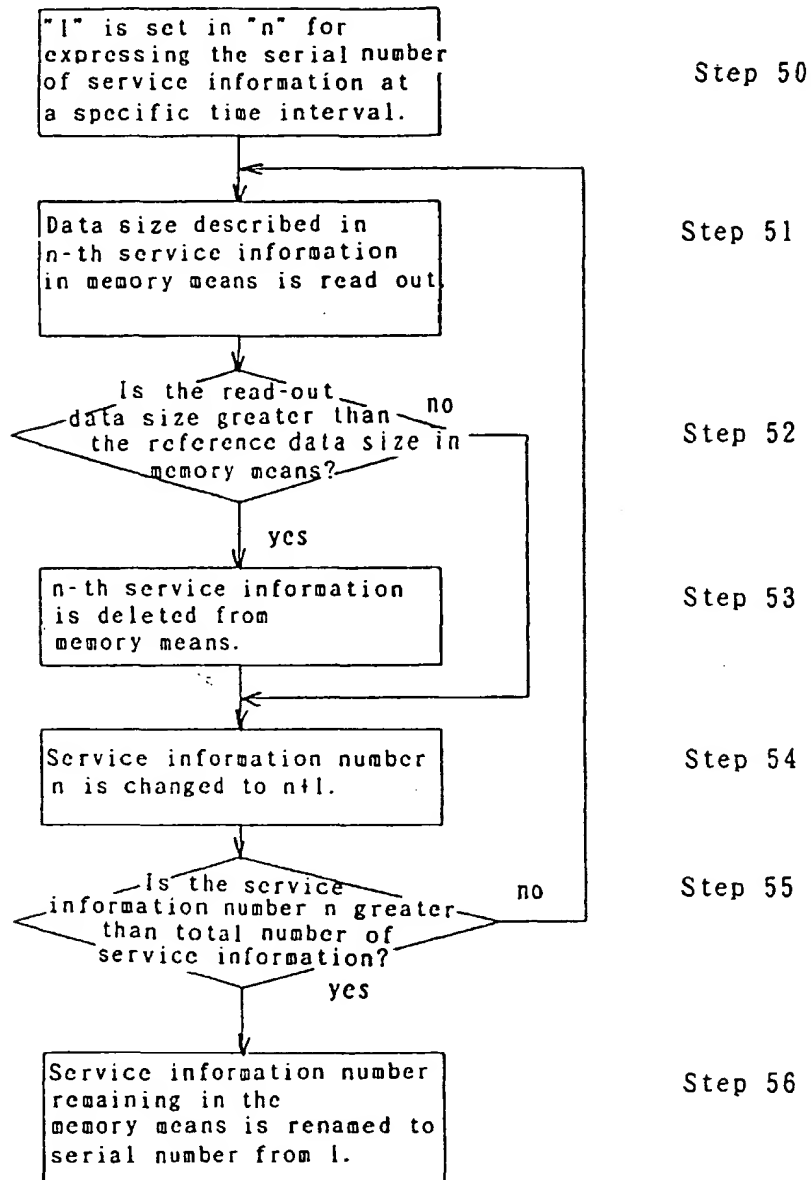 "1" is set in "n" for
expressing the serial number
of service information at
a specific time interval.
Step 50
Data size described in
n-th service information
in memory means is read out.
Step 51
Is the read-out
data size greater than
the reference data size in
memory means?
no
Step 52
yes
n-th service information
is deleted from
memory means.
Step 53
Service information number
n is changed to n+1.
Step 54
Is the service
information number n greater
than total number of
service information?
no
Step 55
yes
Service information number
remaining in the
memory means is renamed to
serial number from 1.
Step 56